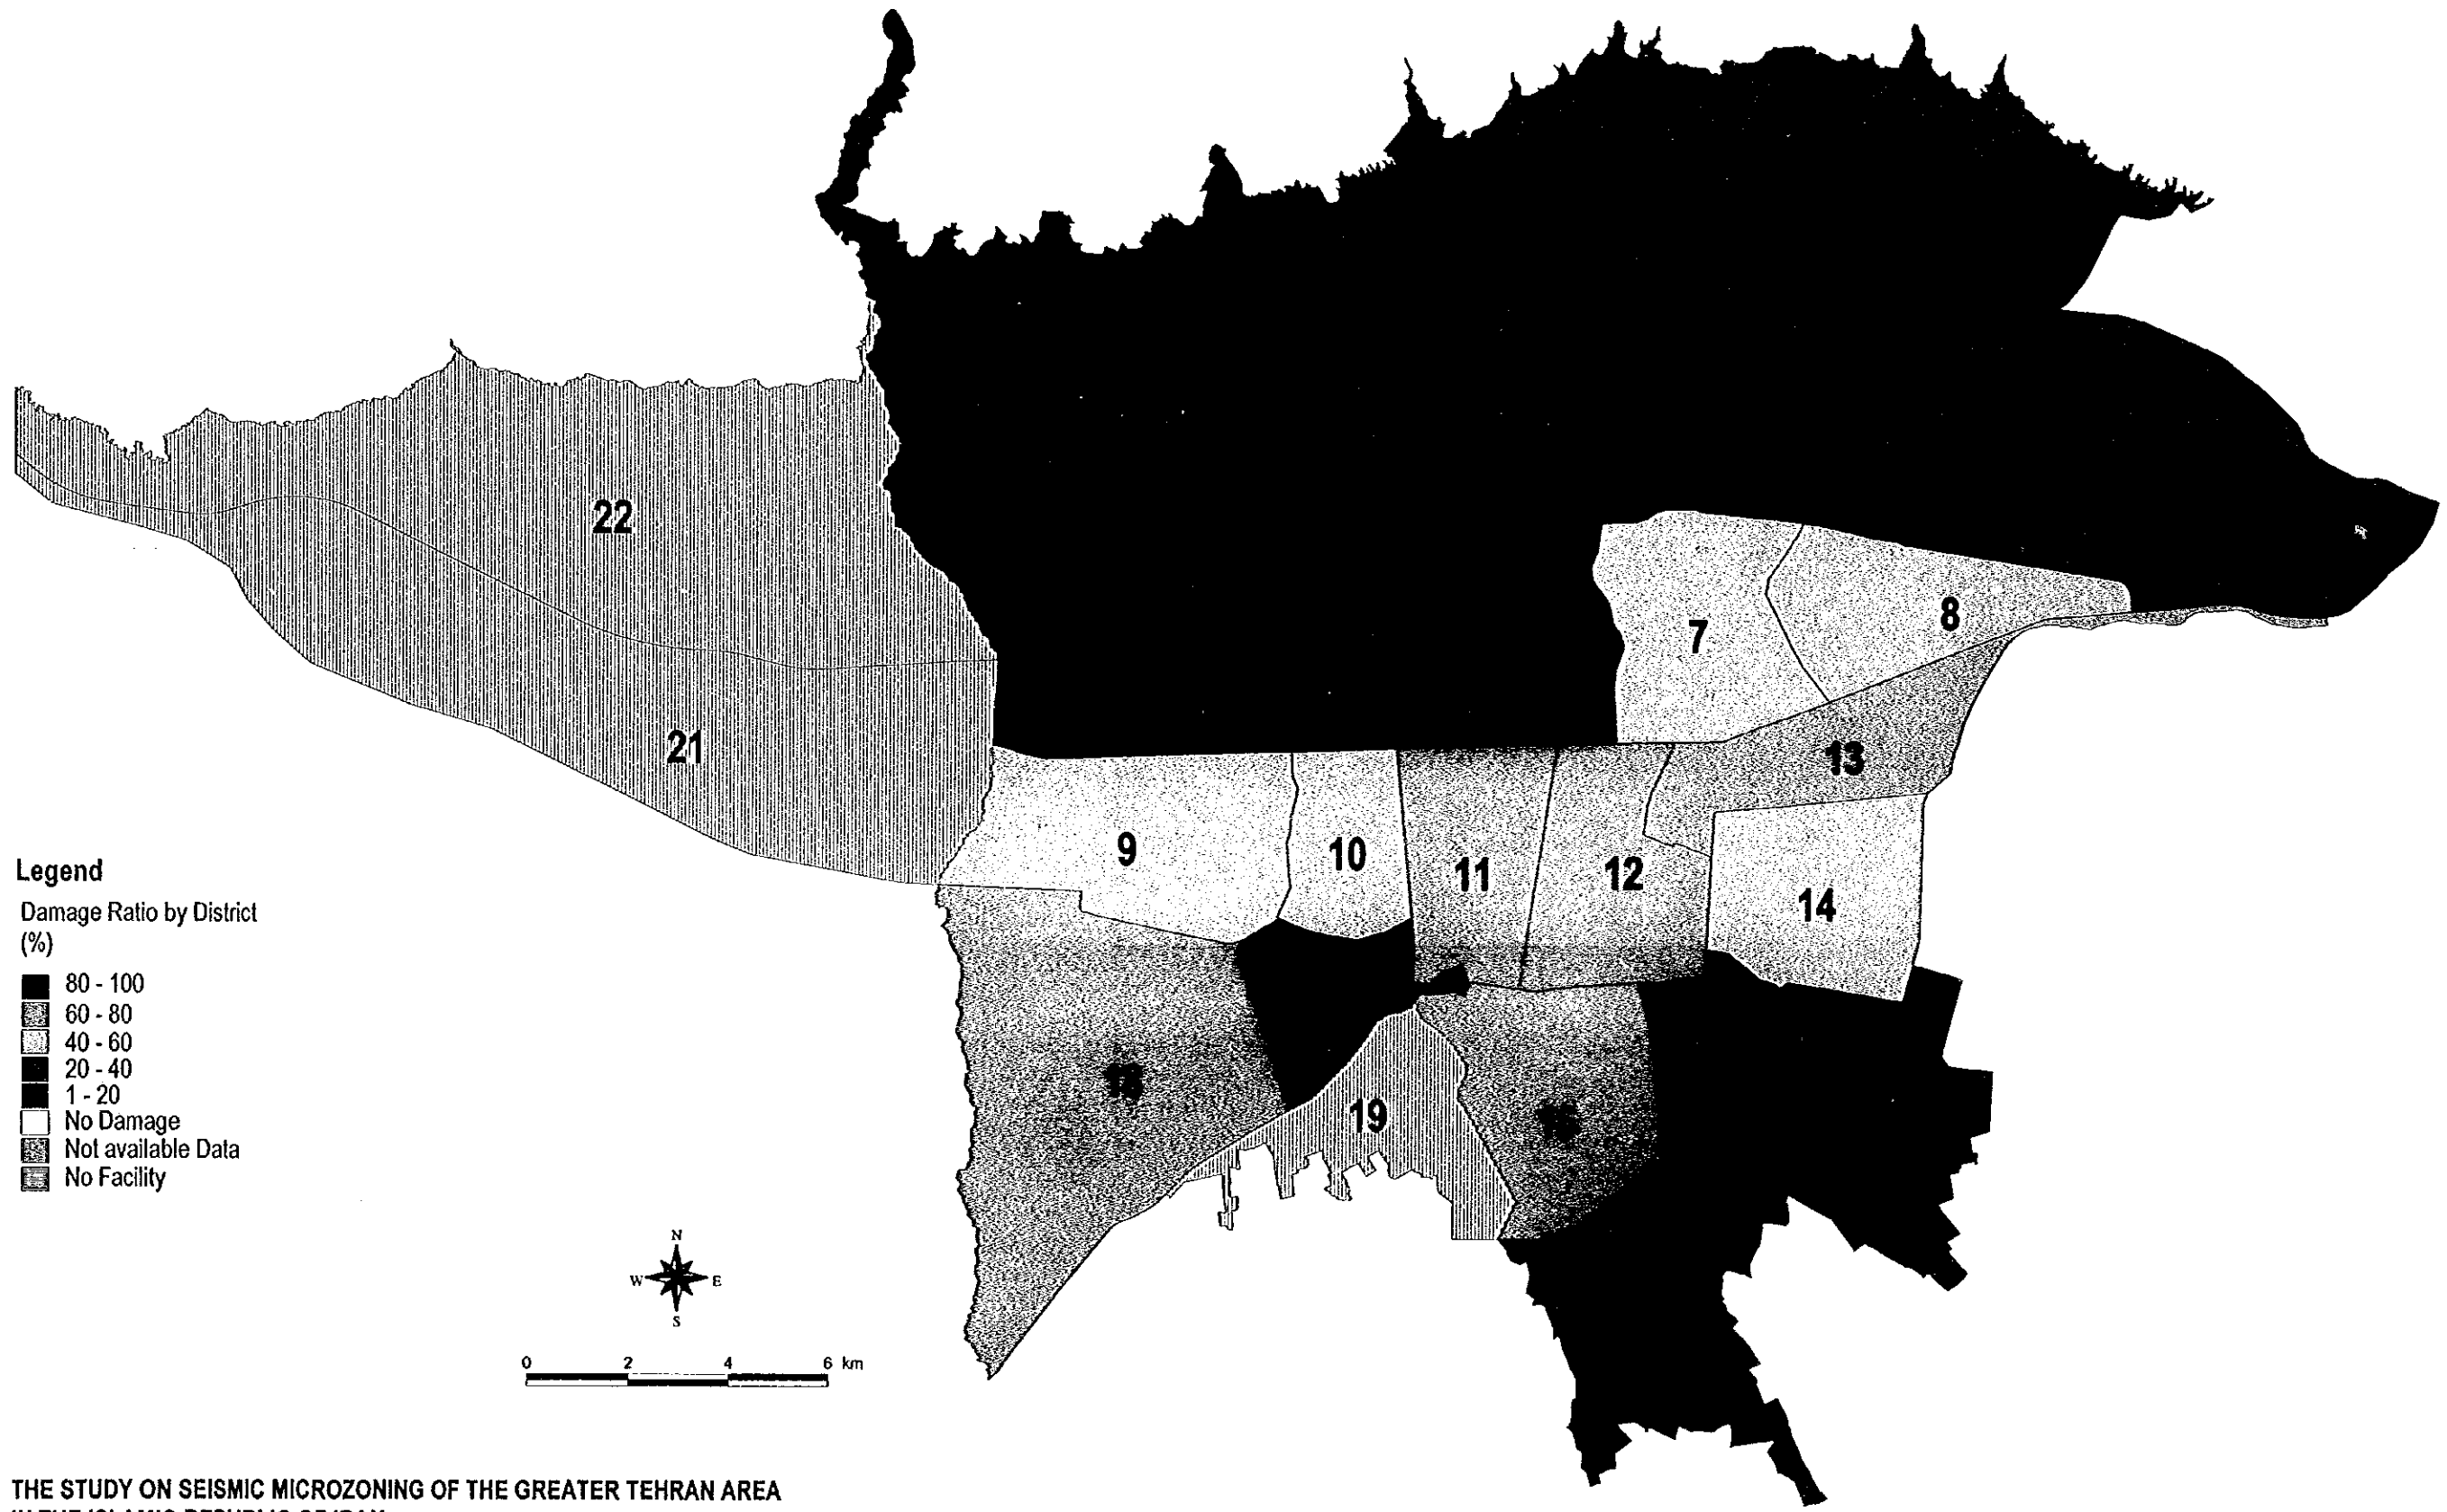 22
7
8
21
13
9
10
11
12
14
19
Legend
Damage Ratio by District
(%)
80 - 100
60 - 80
40 - 60
20 - 40
1 - 20
No Damage
Not available Data
No Facility
N
W E
S
0 2 4 6 km
THE STUDY ON SEISMIC MICROZONING OF THE GREATER TEHRAN AREA